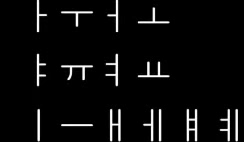 ㅏ ㅜ ㅓ ㅗ
ㅑ ㅠ ㅕ ㅛ
ㅣ ㅡ ㅐ ㅔ ㅒ ㅖ